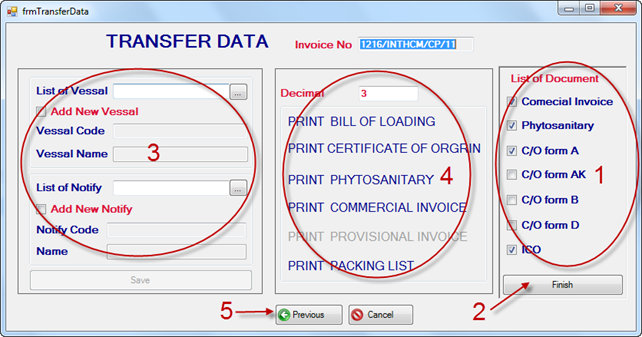 frmTransferData
TRANSFER DATA
Invoice No 1216/INTHCM/CP/11
List of Vessal ...
Add New Vessal
Vessal Code
Vessal Name
3
List of Notify ...
Add New Notify
Notify Code
Name
Save
Decimal 3
PRINT BILL OF LOADING
PRINT CERTIFICATE OF ORGRIN
PRINT PHYTOSANITARY
4
PRINT COMMERCIAL INVOICE
PRINT PROVISIONAL INVOICE
PRINT PACKING LIST
List of Document
Comecial Invoice
Phytosanitary
C/O form A
1
C/O form AK
C/O form B
C/O form D
ICO
Finish
2
5
Previous
Cancel